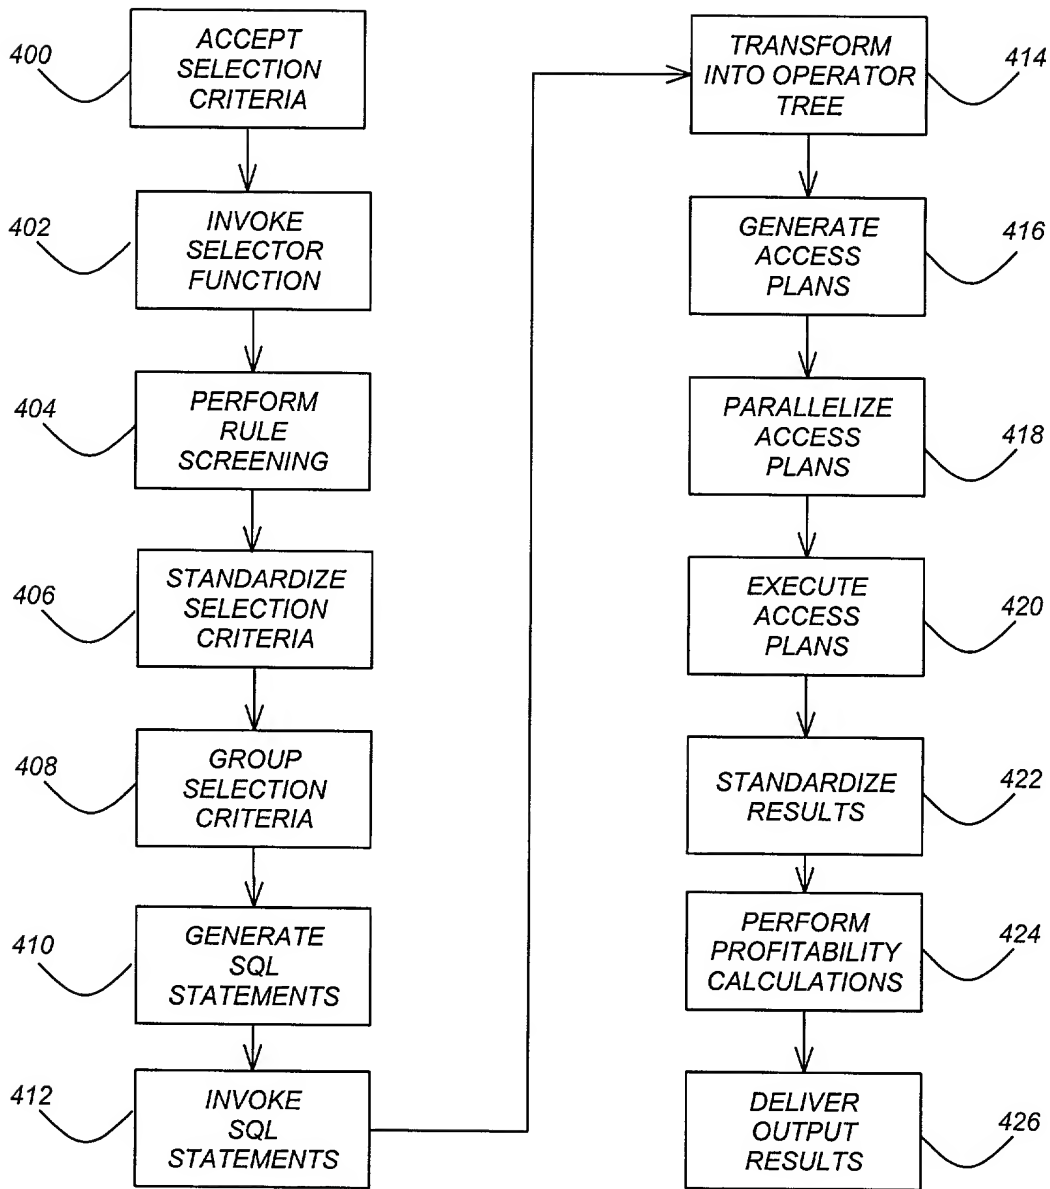 400
ACCEPT
SELECTION
CRITERIA
402
INVOKE
SELECTOR
FUNCTION
404
PERFORM
RULE
SCREENING
406
STANDARDIZE
SELECTION
CRITERIA
408
GROUP
SELECTION
CRITERIA
410
GENERATE
SQL
STATEMENTS
412
INVOKE
SQL
STATEMENTS
TRANSFORM
INTO OPERATOR
TREE
414
GENERATE
ACCESS
PLANS
416
PARALLELIZE
ACCESS
PLANS
418
EXECUTE
ACCESS
PLANS
420
STANDARDIZE
RESULTS
422
PERFORM
PROFITABILITY
CALCULATIONS
424
DELIVER
OUTPUT
RESULTS
426